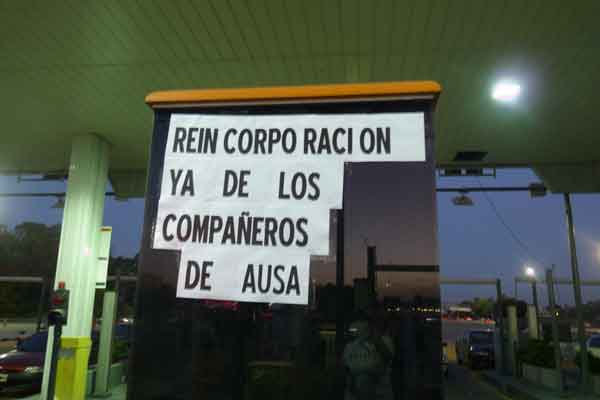 REIN CORPO RACI ON
YA DE LOS
COMPAÑEROS
DE AUSA